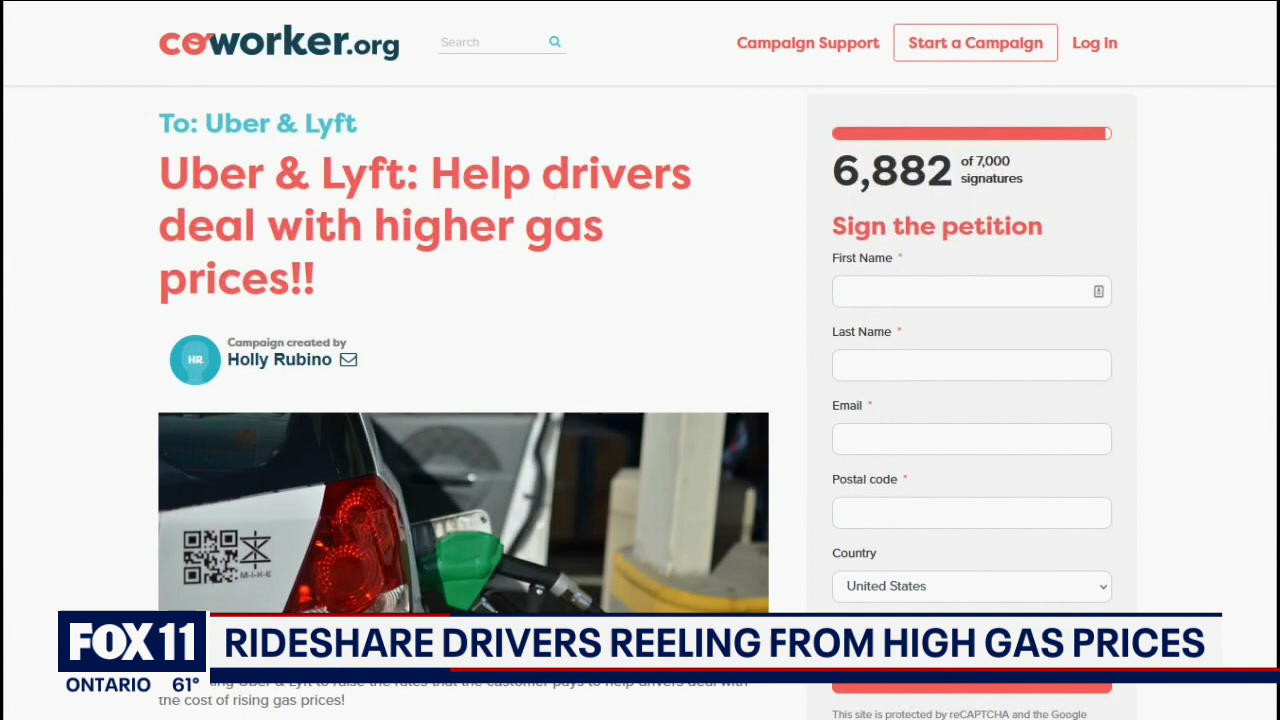 coworker.org
Search
Campaign Support
Start a Campaign
Log In
To: Uber & Lyft
Uber & Lyft: Help drivers
deal with higher gas
prices!!
HR
Campaign created by
Holly Rubino
M-I-K-E
6,882
of 7,000
signatures
Sign the petition
First Name *
Last Name *
Email *
Postal code *
Country
United States
FOX 11
RIDESHARE DRIVERS REELING FROM HIGH GAS PRICES
ONTARIO 61°
Uber & Lyft to raise the rates that the customer pays to help drivers deal with
the cost of rising gas prices!
This site is protected by reCAPTCHA and the Google